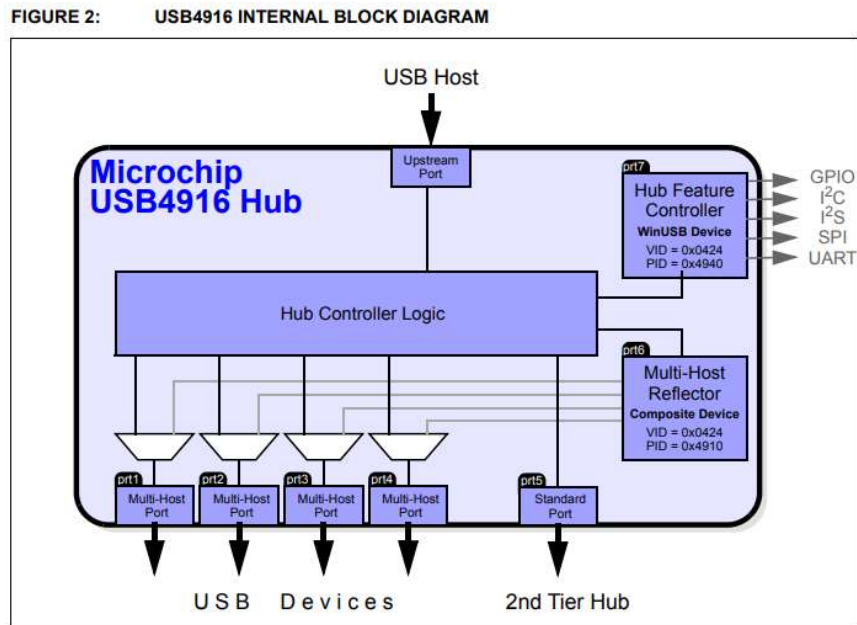 FIGURE 2: USB4916 INTERNAL BLOCK DIAGRAM
USB Host
Microchip
USB4916 Hub
Upstream
Port
prt7
Hub Feature
Controller
WinUSB Device
VID = 0x0424
PID = 0x4940
GPIO
I²C
I²S
SPI
UART
Hub Controller Logic
prt6
Multi-Host
Reflector
Composite Device
VID = 0x0424
PID = 0x4910
prt1
Multi-Host
Port
prt2
Multi-Host
Port
prt3
Multi-Host
Port
prt4
Multi-Host
Port
prt5
Standard
Port
USB Devices
2nd Tier Hub